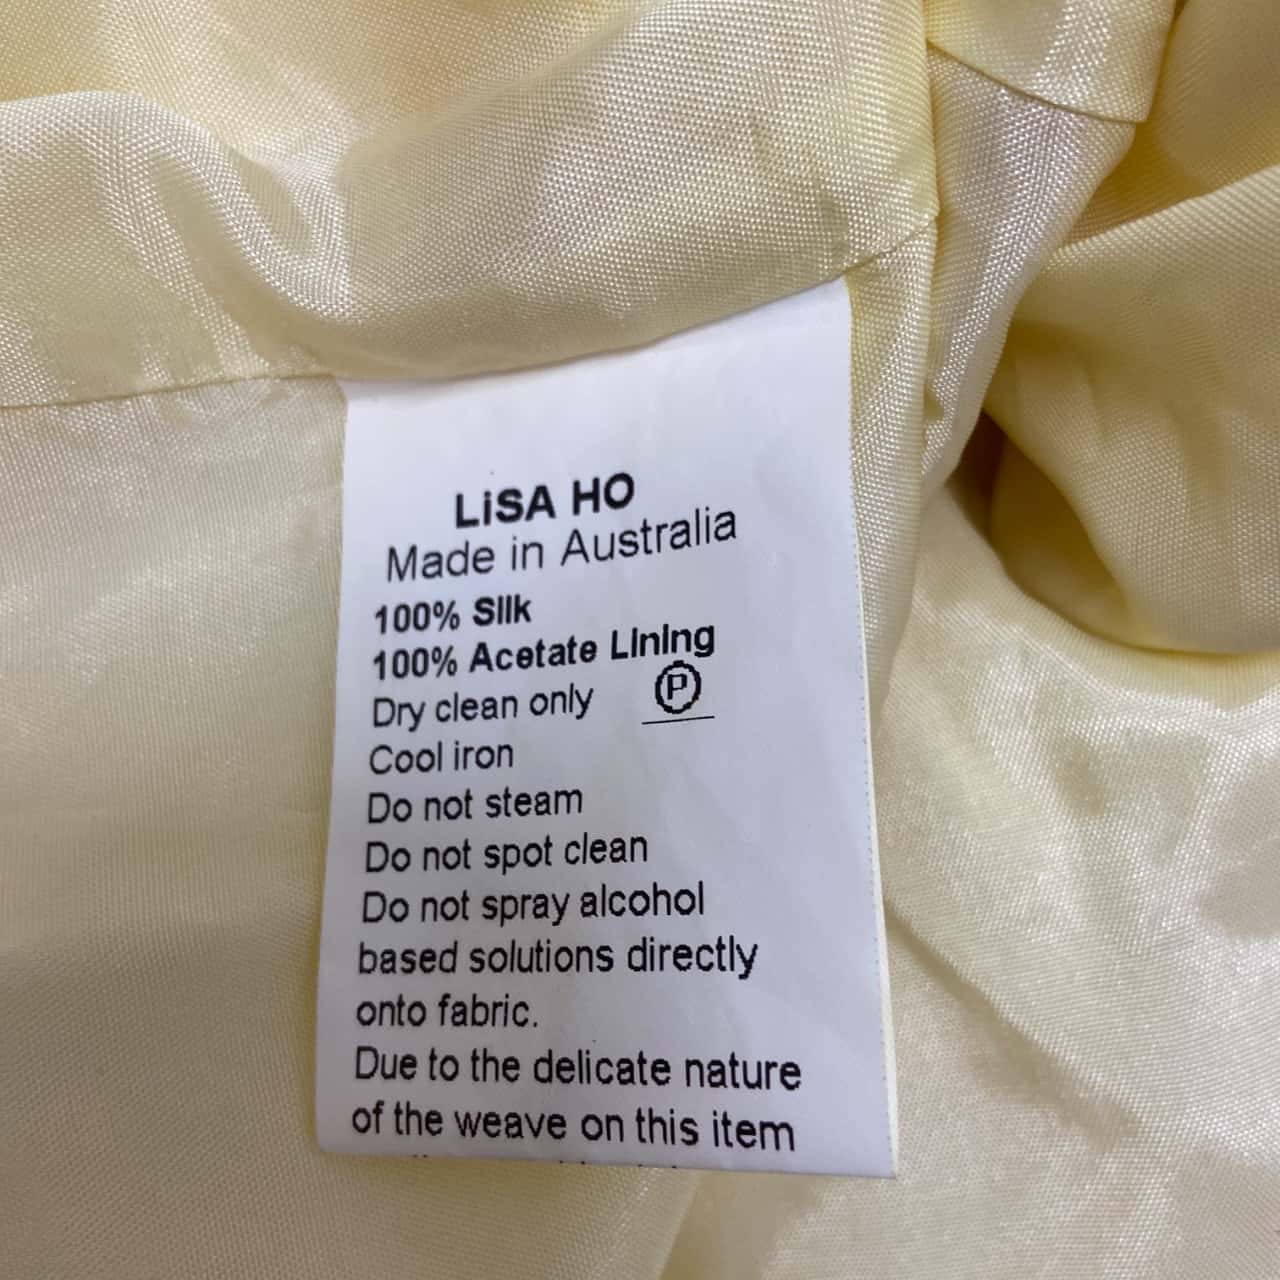 LiSA HO
Made in Australia
100% Silk
100% Acetate Lining
Dry clean only P
Cool iron
Do not steam
Do not spot clean
Do not spray alcohol
based solutions directly
onto fabric.
Due to the delicate nature
of the weave on this item